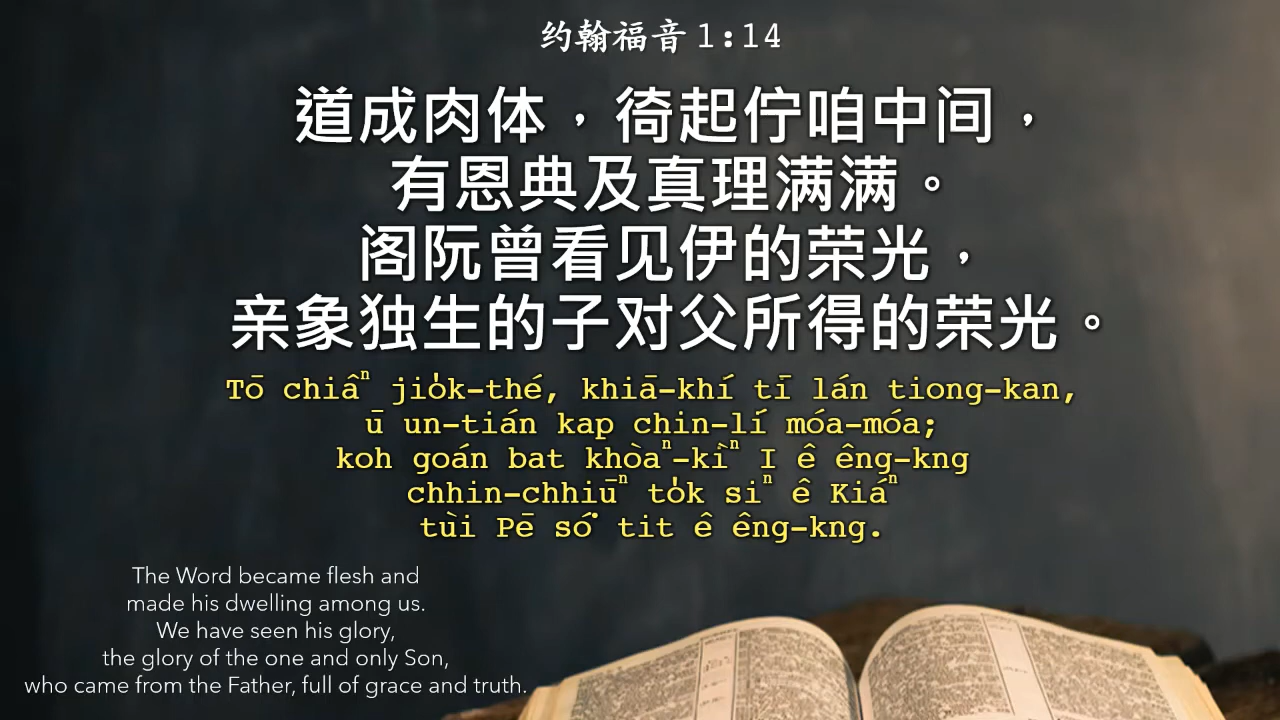 约翰福音 1:14
道成肉体，徛起佇咱中间，
有恩典及真理满满。
阁阮曾看见伊的荣光，
亲象独生的子对父所得的荣光。
Tō chiâⁿ jio̍k-thé, khiā-khí tī lán tiong-kan,
ū un-tián kap chin-lí móa-móa;
koh goán bat khòaⁿ-kìⁿ I ê êng-kng
chhin-chhiūⁿ to̍k siⁿ ê Kiáⁿ
tùi Pē só͘ tit ê êng-kng.
The Word became flesh and
made his dwelling among us.
We have seen his glory,
the glory of the one and only Son,
who came from the Father, full of grace and truth.